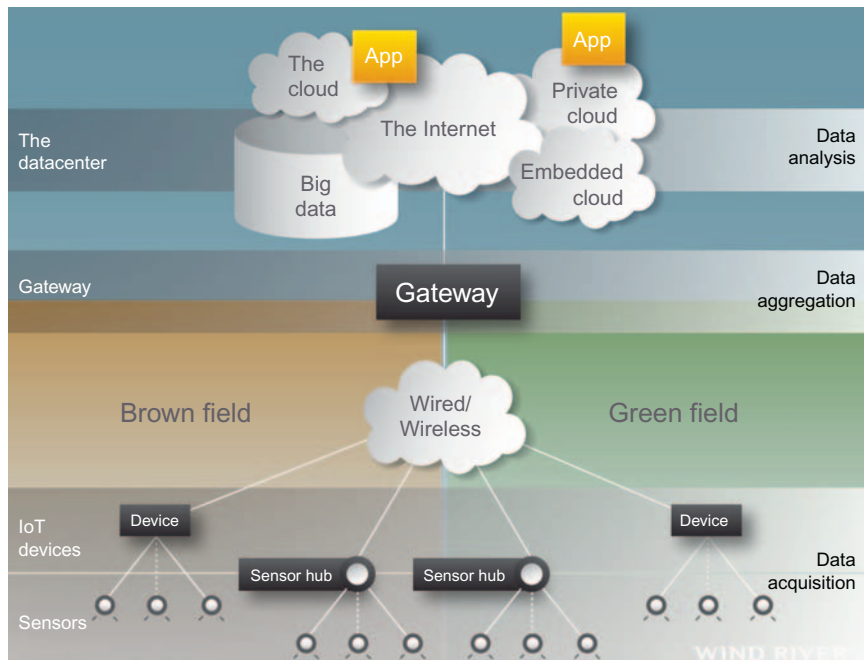 App
App
The
cloud
Private
cloud
The Internet
The
datacenter
Data
analysis
Big
data
Embedded
cloud
Gateway
Gateway
Data
aggregation
Brown field
Wired/
Wireless
Green field
IoT
devices
Device
Device
Sensor hub
Sensor hub
Data
acquisition
Sensors
WIND RIVER